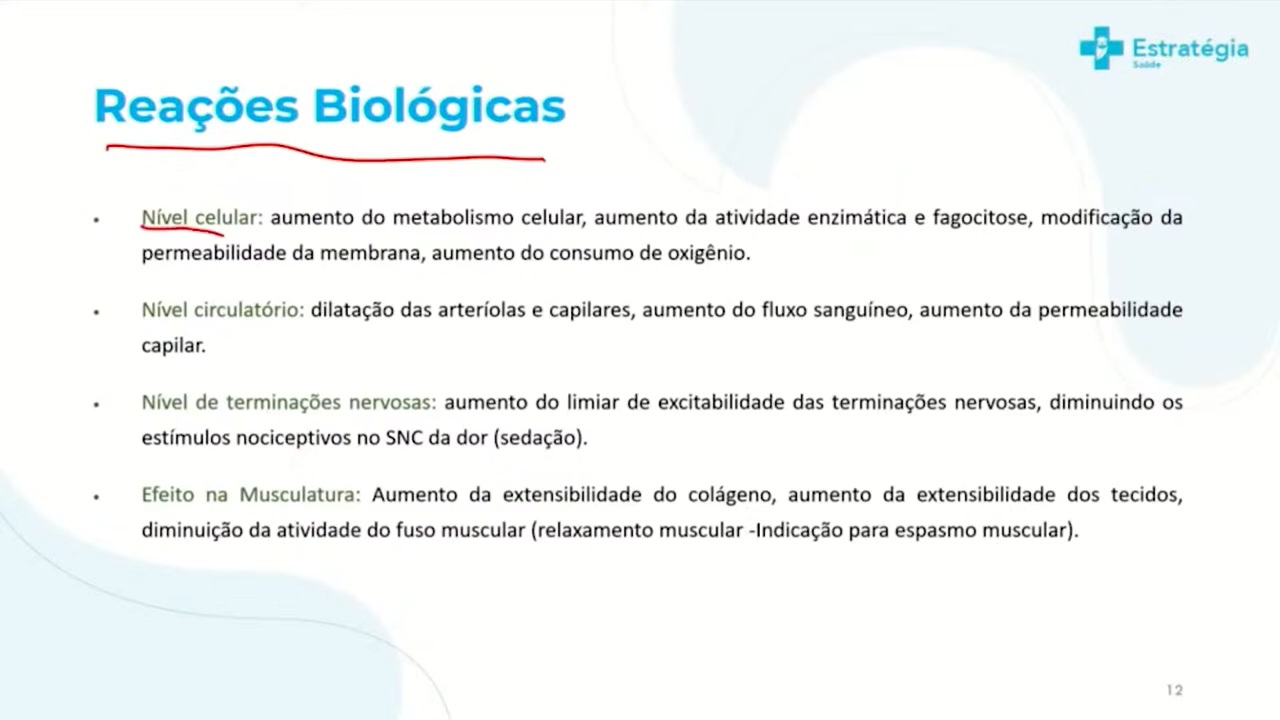 Estratégia
Saúde
Reações Biológicas
• Nível celular: aumento do metabolismo celular, aumento da atividade enzimática e fagocitose, modificação da
permeabilidade da membrana, aumento do consumo de oxigênio.
• Nível circulatório: dilatação das arteríolas e capilares, aumento do fluxo sanguíneo, aumento da permeabilidade
capilar.
• Nível de terminações nervosas: aumento do limiar de excitabilidade das terminações nervosas, diminuindo os
estímulos nociceptivos no SNC da dor (sedação).
• Efeito na Musculatura: Aumento da extensibilidade do colágeno, aumento da extensibilidade dos tecidos,
diminuição da atividade do fuso muscular (relaxamento muscular -Indicação para espasmo muscular).
12